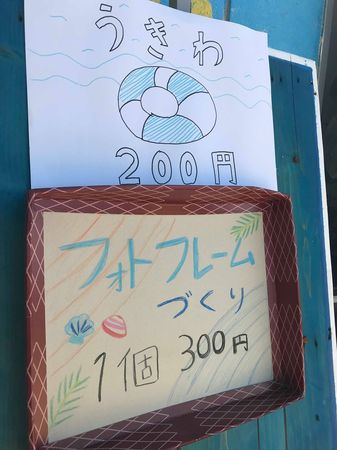 うきわ
200円
フォトフレーム
づくり
1個 300円